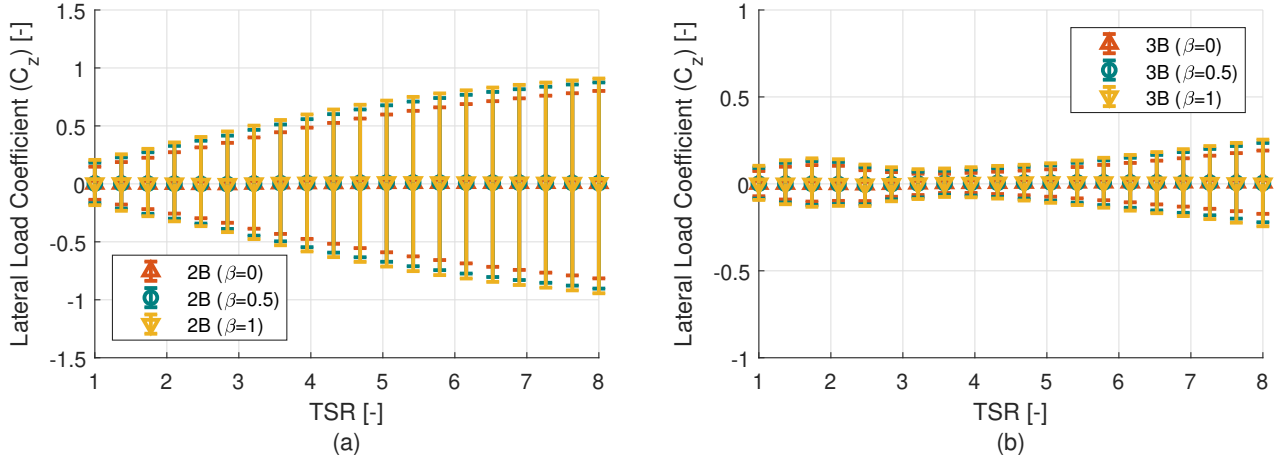 1.5
1
0.5
0
-0.5
-1
-1.5
Lateral Load Coefficient (C_z) [-]
2B (β=0)
2B (β=0.5)
2B (β=1)
1 2 3 4 5 6 7 8
TSR [-]
(a)
1
0.5
0
-0.5
-1
Lateral Load Coefficient (C_z) [-]
3B (β=0)
3B (β=0.5)
3B (β=1)
1 2 3 4 5 6 7 8
TSR [-]
(b)